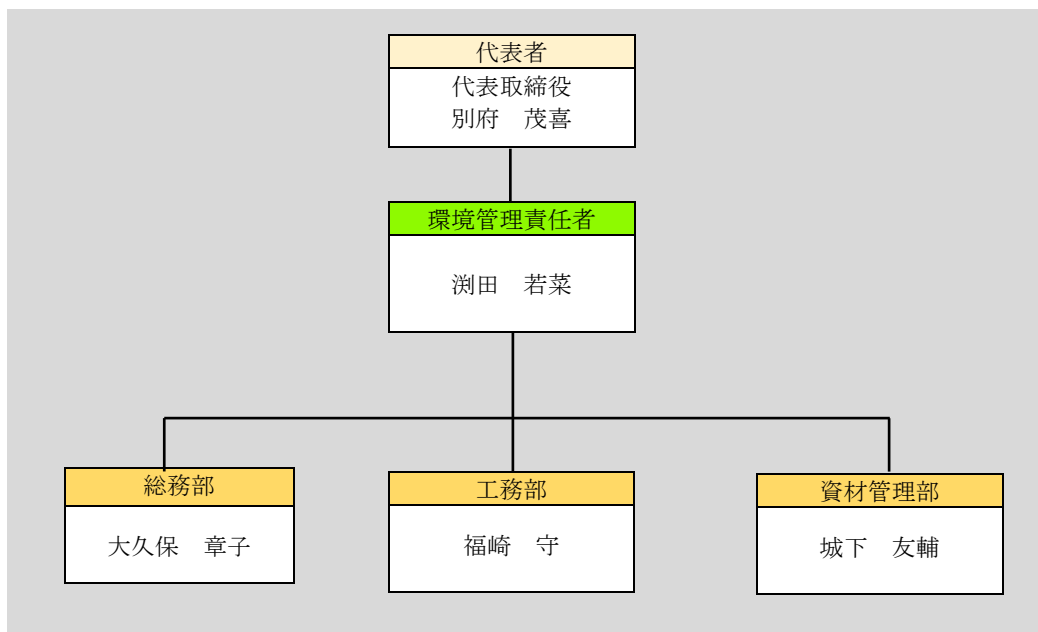 代表者
代表取締役
別府　茂喜
環境管理責任者
渕田　若菜
総務部
大久保　章子
工務部
福崎　守
資材管理部
城下　友輔